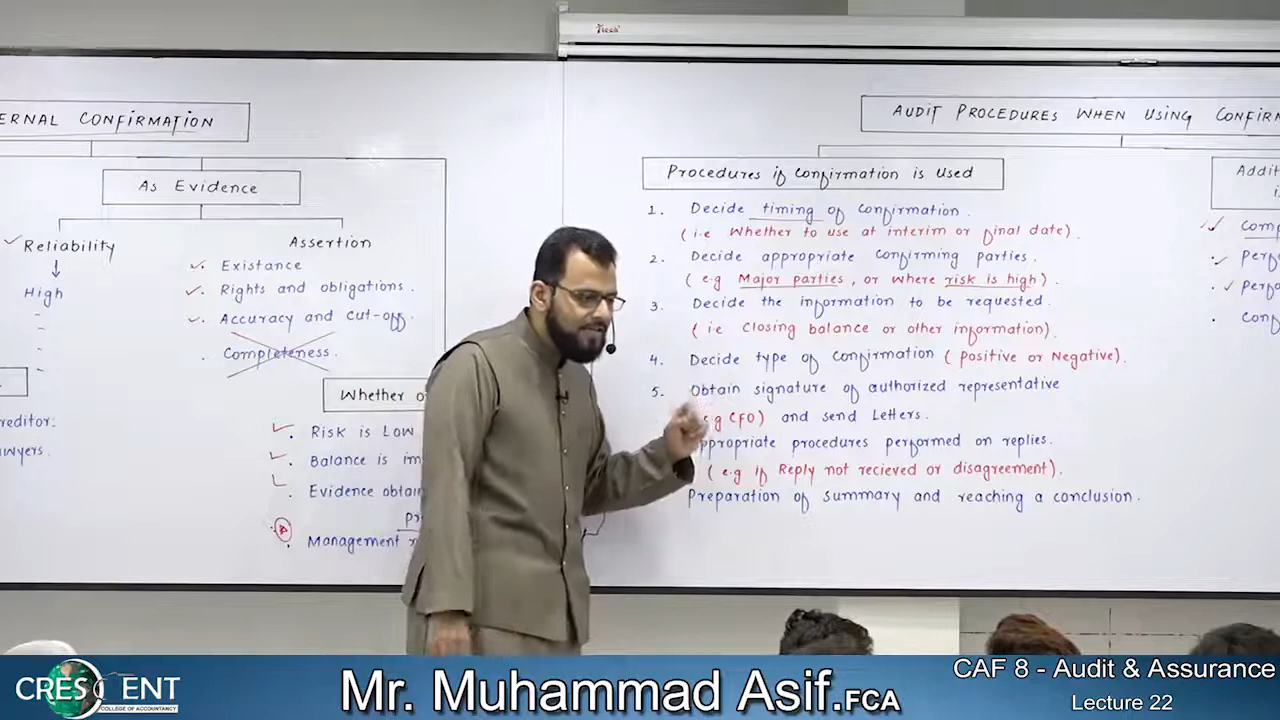 ERNAL CONFIRMATION
As Evidence
Reliability
High
Assertion
Existance
Rights and obligations.
Accuracy and cut-off.
Completeness.
Whether
Risk is Low
Balance is
Evidence
Management
AUDIT PROCEDURES WHEN USING CONFIR
Procedures if confirmation is Used
1. Decide timing of confirmation.
(i.e Whether to use at interim or final date).
2. Decide appropriate confirming parties.
(e.g Major parties, or where risk is high).
3. Decide the information to be requested.
(ie Closing balance or other information).
4. Decide type of confirmation (positive or Negative).
5. Obtain signature of authorized representative
.g CFO) and send Letters.
ppropriate procedures performed on replies.
(e.g if Reply not recieved or disagreement).
Preparation of summary and reaching a conclusion.
Addit
Perf
Perfo
CRESCENT
COLLEGE OF ACCOUNTANCY
Mr. Muhammad Asif.FCA
CAF 8 - Audit & Assurance
Lecture 22